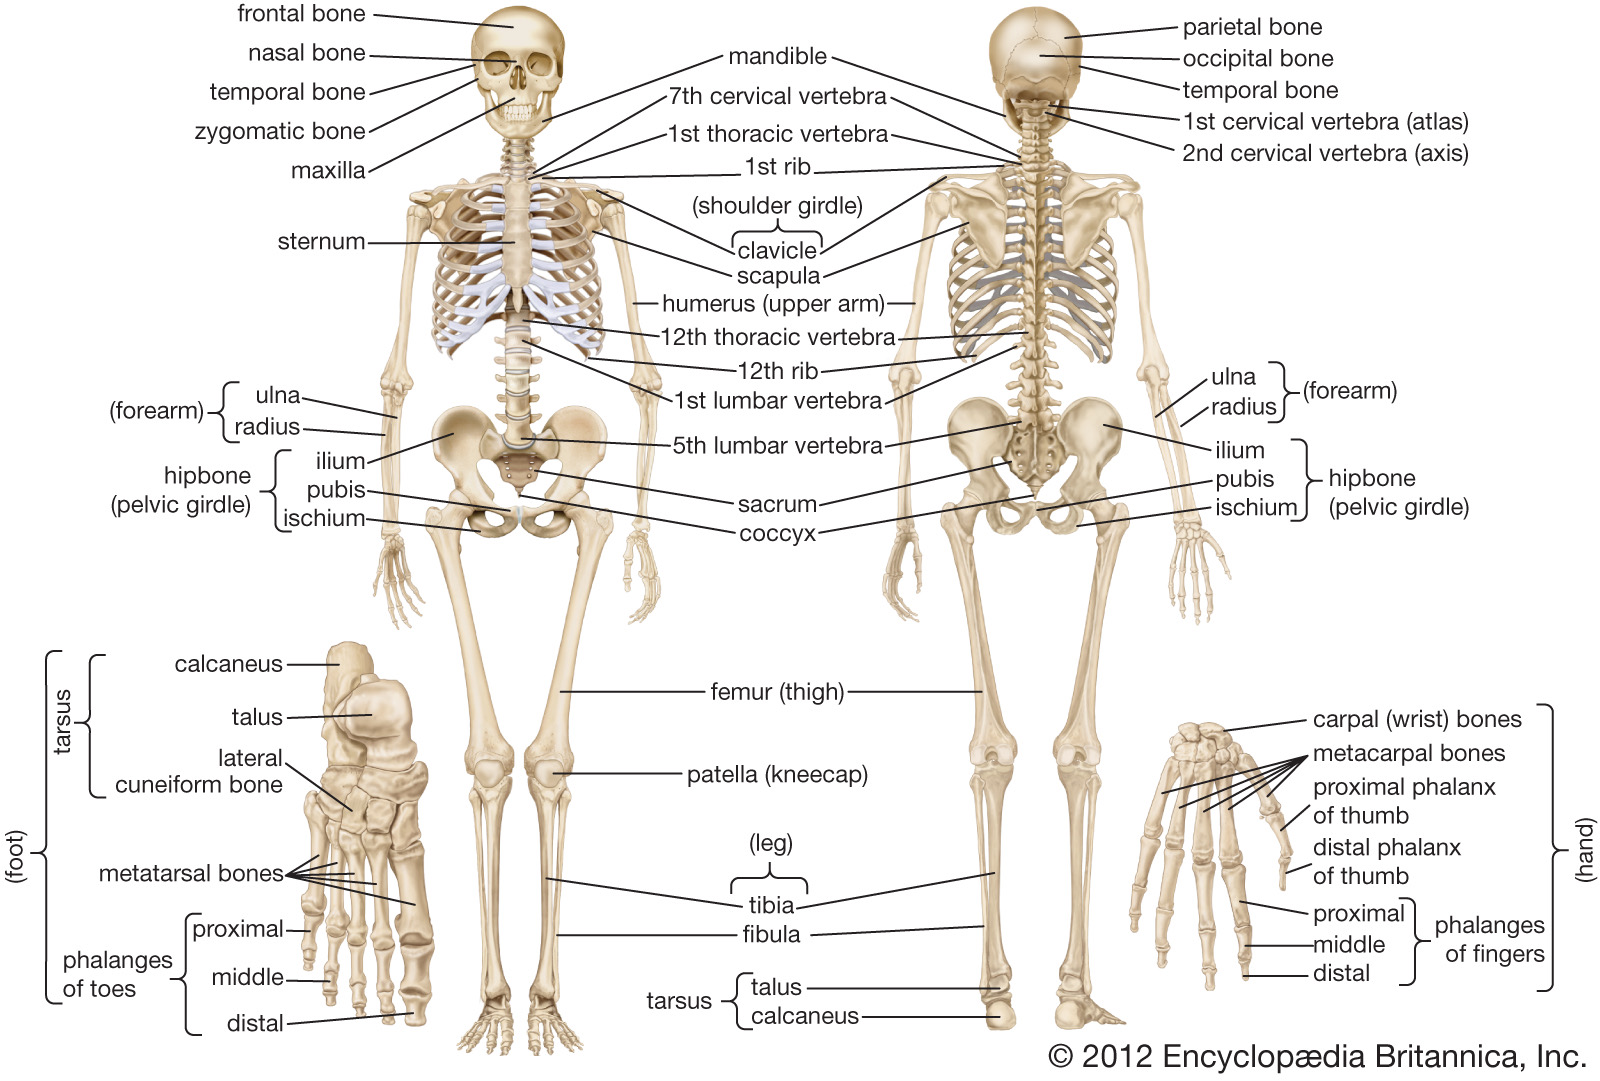 frontal bone
nasal bone
temporal bone
zygomatic bone
maxilla
sternum
(forearm)
ulna
radius
hipbone
(pelvic girdle)
ilium
pubis
ischium
mandible
7th cervical vertebra
1st thoracic vertebra
1st rib
(shoulder girdle)
clavicle
scapula
humerus (upper arm)
12th thoracic vertebra
12th rib
1st lumbar vertebra
5th lumbar vertebra
sacrum
coccyx
femur (thigh)
patella (kneecap)
(leg)
tibia
fibula
tarsus
talus
calcaneus
parietal bone
occipital bone
temporal bone
1st cervical vertebra (atlas)
2nd cervical vertebra (axis)
ulna
radius
(forearm)
ilium
pubis
ischium
hipbone
(pelvic girdle)
(foot)
tarsus
calcaneus
talus
lateral
cuneiform bone
metatarsal bones
phalanges
of toes
proximal
middle
distal
carpal (wrist) bones
metacarpal bones
proximal phalanx
of thumb
distal phalanx
of thumb
proximal
middle
distal
phalanges
of fingers
(hand)
© 2012 Encyclopædia Britannica, Inc.